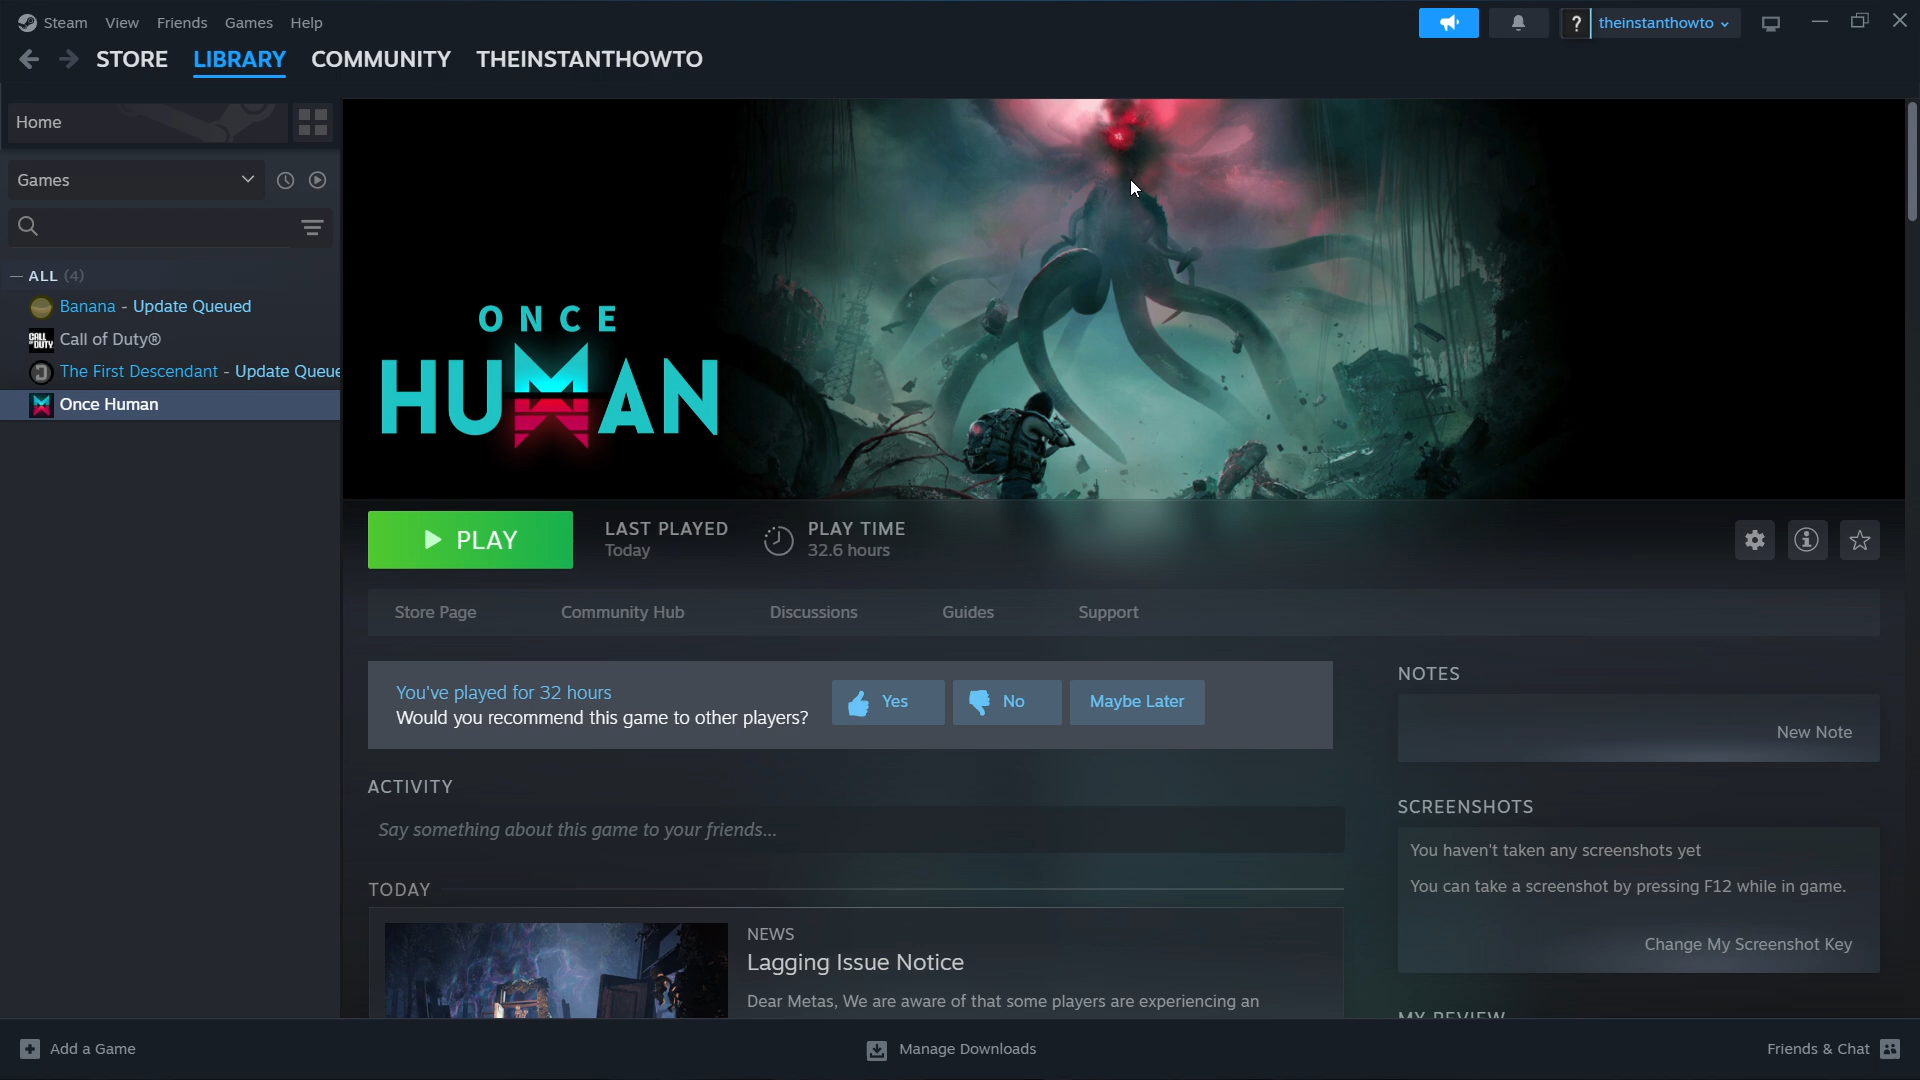 Steam View Friends Games Help
? theinstanthowto
STORE LIBRARY COMMUNITY THEINSTANTHOWTO
Home
Games
— ALL (4)
Banana - Update Queued
CALL OF DUTY Call of Duty®
The First Descendant - Update Queue
Once Human
ONCE
HUMAN
PLAY
LAST PLAYED
Today
PLAY TIME
32.6 hours
Store Page Community Hub Discussions Guides Support
You've played for 32 hours
Would you recommend this game to other players?
Yes No Maybe Later
NOTES
New Note
ACTIVITY
Say something about this game to your friends...
SCREENSHOTS
You haven't taken any screenshots yet
You can take a screenshot by pressing F12 while in game.
Change My Screenshot Key
TODAY
NEWS
Lagging Issue Notice
Dear Metas, We are aware of that some players are experiencing an
MY REVIEW
Add a Game
Manage Downloads
Friends & Chat